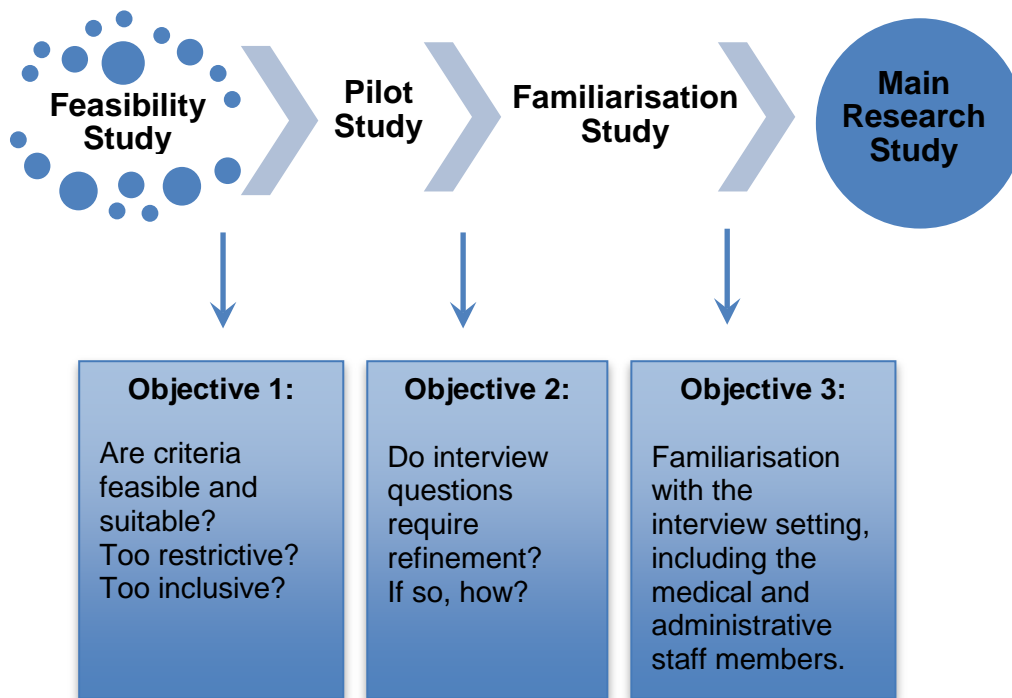 Feasibility
Study
Pilot
Study
Familiarisation
Study
Main
Research
Study
Objective 1:
Are criteria
feasible and
suitable?
Too restrictive?
Too inclusive?
Objective 2:
Do interview
questions
require
refinement?
If so, how?
Objective 3:
Familiarisation
with the
interview setting,
including the
medical and
administrative
staff members.